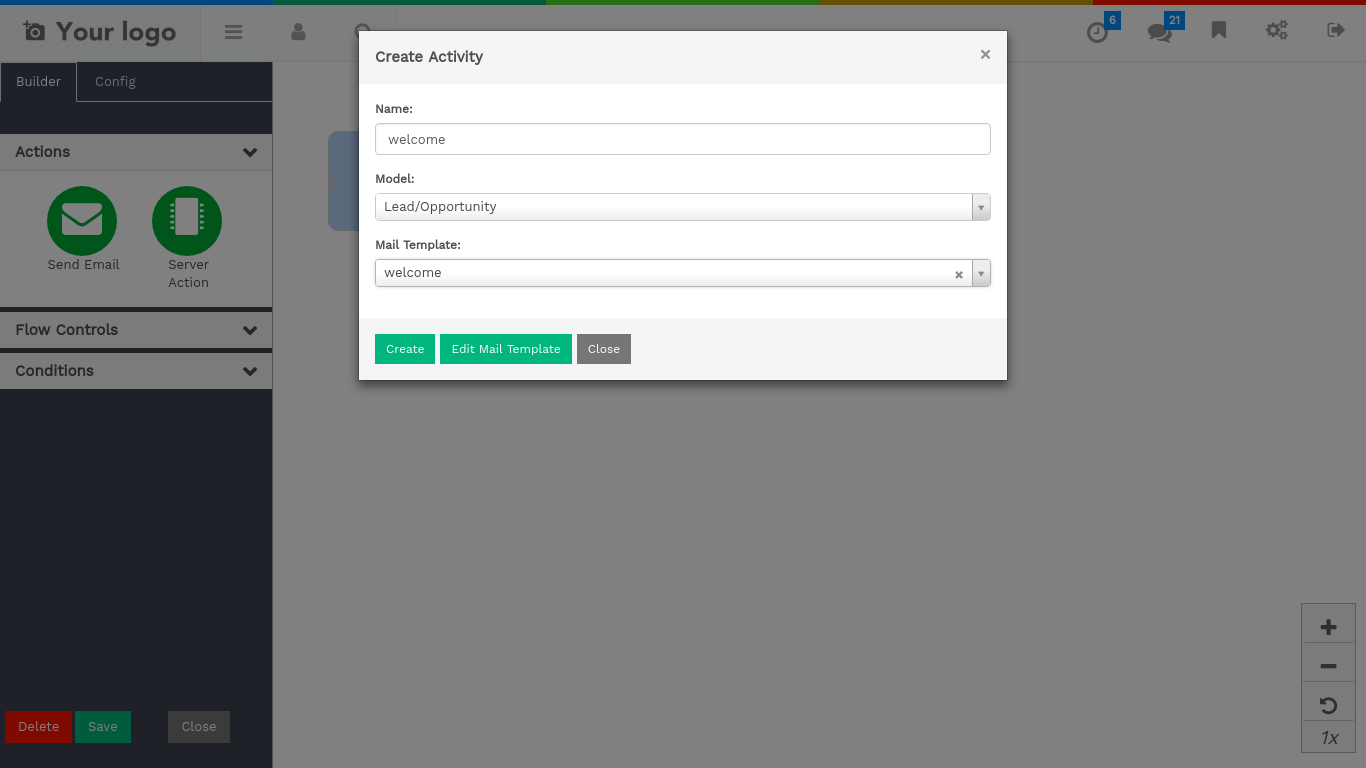 Your logo
6
21
Builder
Config
Actions
Send Email
Server
Action
Flow Controls
Conditions
Delete
Save
Close
Create Activity
×
Name:
welcome
Model:
Lead/Opportunity
Mail Template:
welcome
Create
Edit Mail Template
Close
1x